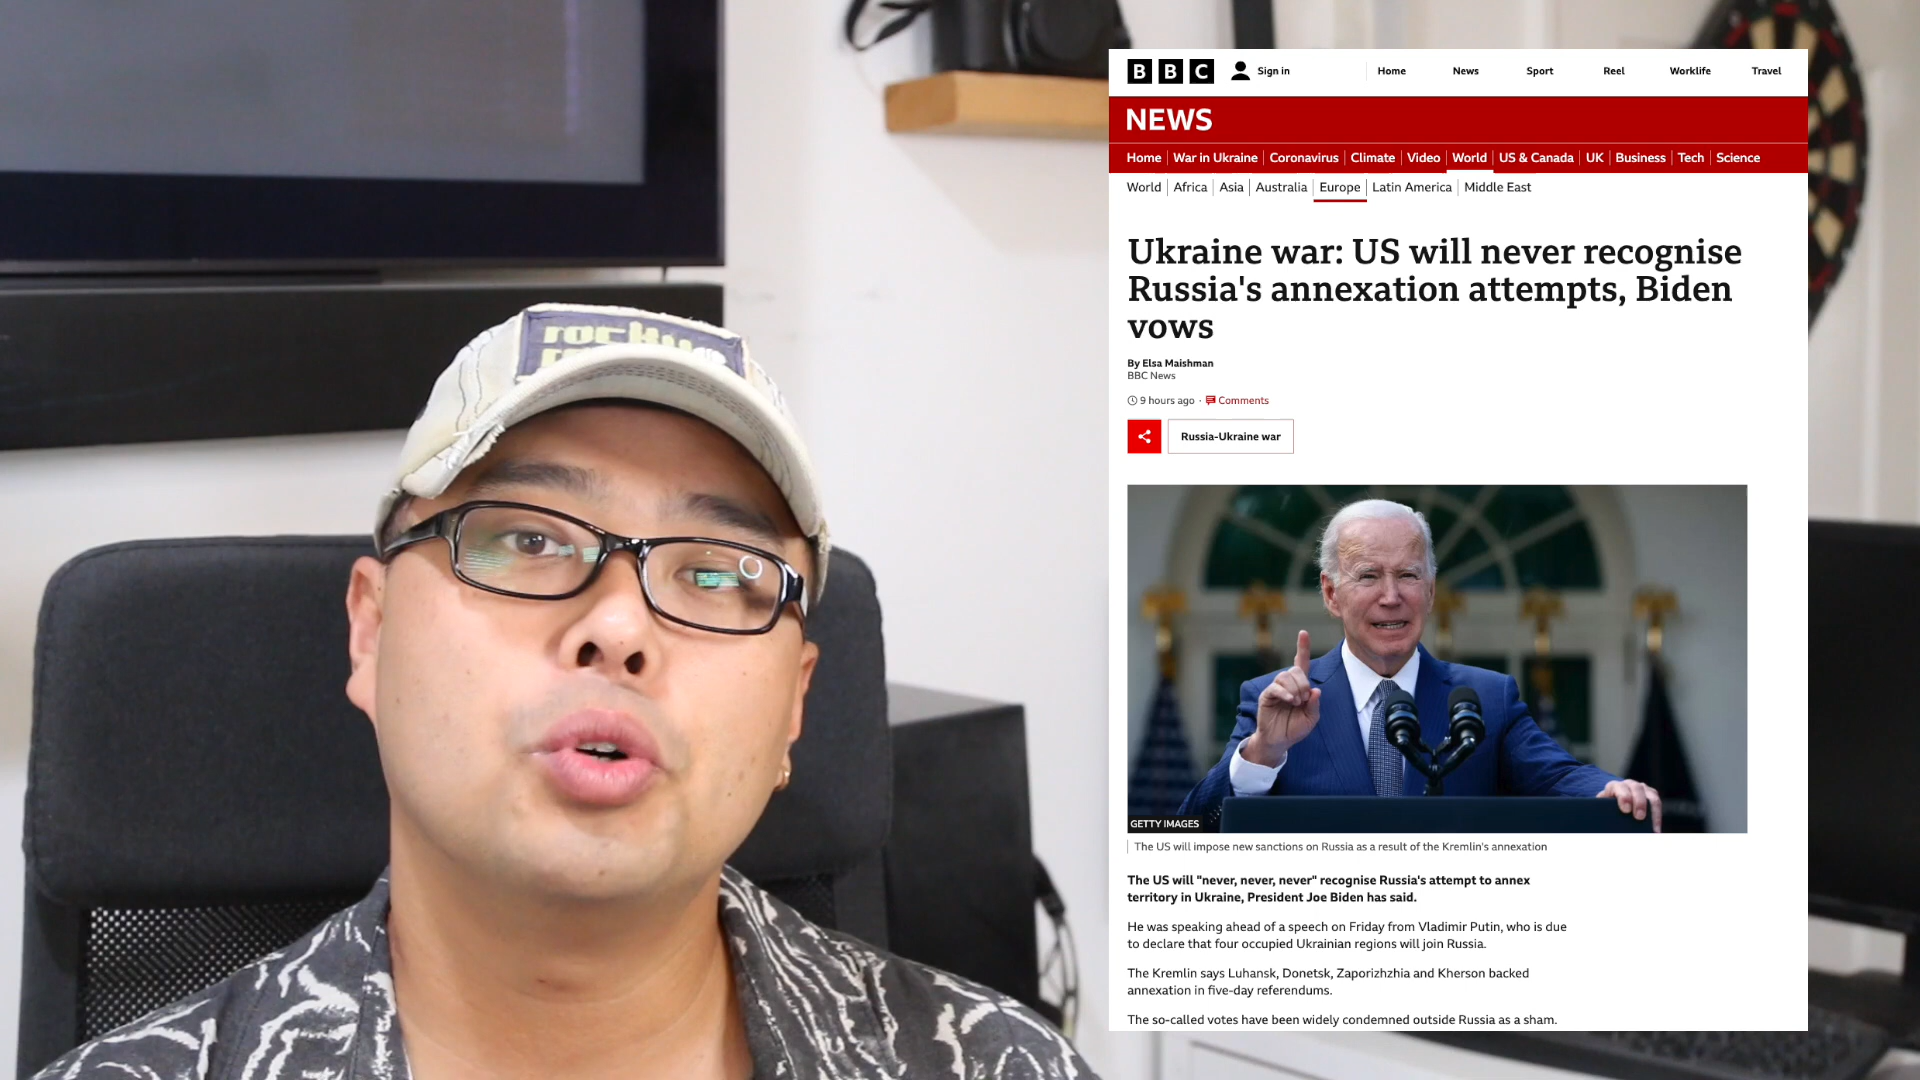 rocku
BBC Sign in Home News Sport Reel Worklife Travel
NEWS
Home War in Ukraine Coronavirus Climate Video World US & Canada UK Business Tech Science
World Africa Asia Australia Europe Latin America Middle East
Ukraine war: US will never recognise
Russia's annexation attempts, Biden
vows
By Elsa Maishman
BBC News
9 hours ago · Comments
Russia-Ukraine war
GETTY IMAGES
The US will impose new sanctions on Russia as a result of the Kremlin's annexation
The US will "never, never, never" recognise Russia's attempt to annex
territory in Ukraine, President Joe Biden has said.
He was speaking ahead of a speech on Friday from Vladimir Putin, who is due
to declare that four occupied Ukrainian regions will join Russia.
The Kremlin says Luhansk, Donetsk, Zaporizhzhia and Kherson backed
annexation in five-day referendums.
The so-called votes have been widely condemned outside Russia as a sham.